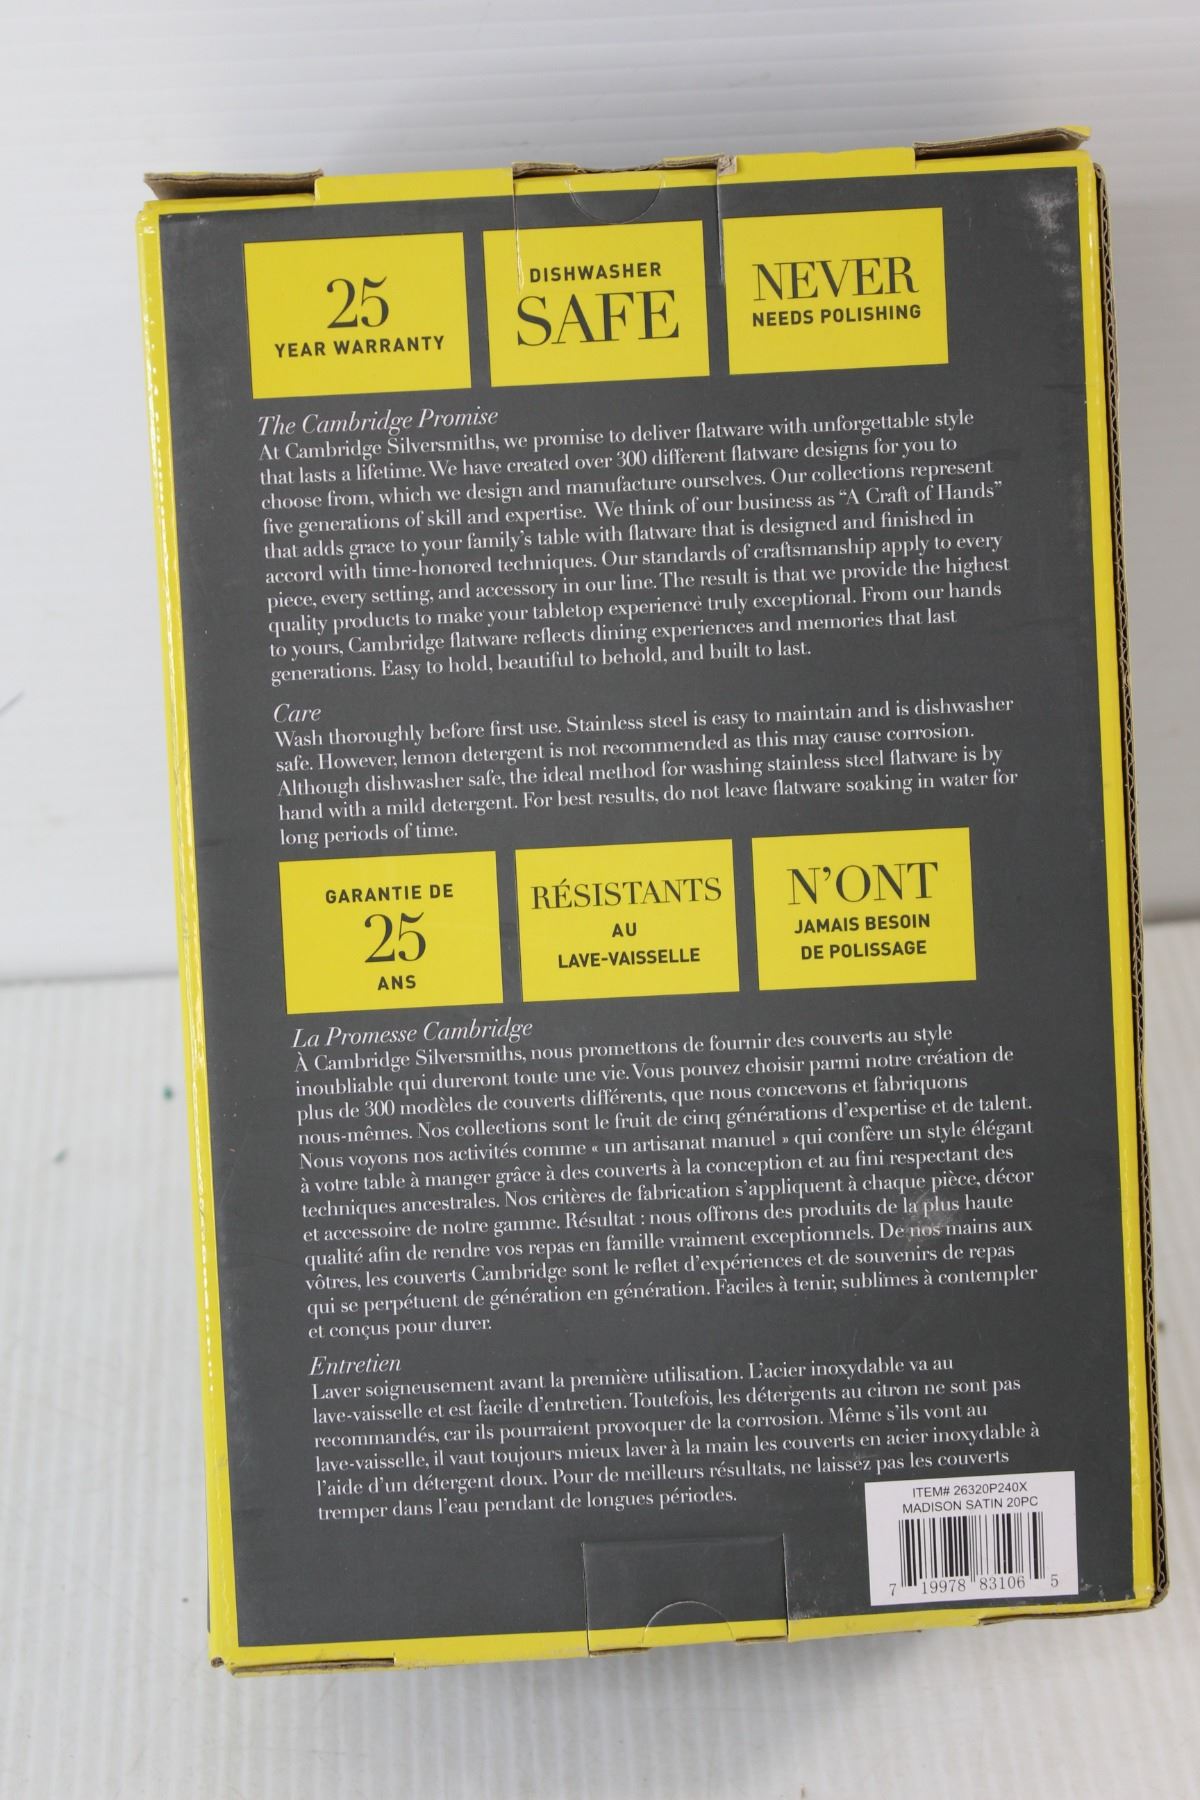 25
YEAR WARRANTY
DISHWASHER
SAFE
NEVER
NEEDS POLISHING
The Cambridge Promise
At Cambridge Silversmiths, we promise to deliver flatware with unforgettable style
that lasts a lifetime. We have created over 300 different flatware designs for you to
choose from, which we design and manufacture ourselves. Our collections represent
five generations of skill and expertise. We think of our business as “A Craft of Hands”
that adds grace to your family’s table with flatware that is designed and finished in
accord with time-honored techniques. Our standards of craftsmanship apply to every
piece, every setting, and accessory in our line. The result is that we provide the highest
quality products to make your tabletop experience truly exceptional. From our hands
to yours, Cambridge flatware reflects dining experiences and memories that last
generations. Easy to hold, beautiful to behold, and built to last.
Care
Wash thoroughly before first use. Stainless steel is easy to maintain and is dishwasher
safe. However, lemon detergent is not recommended as this may cause corrosion.
Although dishwasher safe, the ideal method for washing stainless steel flatware is by
hand with a mild detergent. For best results, do not leave flatware soaking in water for
long periods of time.
GARANTIE DE
25
ANS
RÉSISTANTS
AU
LAVE-VAISSELLE
N’ONT
JAMAIS BESOIN
DE POLISSAGE
La Promesse Cambridge
À Cambridge Silversmiths, nous promettons de fournir des couverts au style
inoubliable qui dureront toute une vie. Vous pouvez choisir parmi notre création de
plus de 300 modèles de couverts différents, que nous concevons et fabriquons
nous-mêmes. Nos collections sont le fruit de cinq générations d’expertise et de talent.
Nous voyons nos activités comme « un artisanat manuel » qui confère un style élégant
à votre table à manger grâce à des couverts à la conception et au fini respectant des
techniques ancestrales. Nos critères de fabrication s’appliquent à chaque pièce, décor
et accessoire de notre gamme. Résultat : nous offrons des produits de la plus haute
qualité afin de rendre vos repas en famille vraiment exceptionnels. De nos mains aux
vôtres, les couverts Cambridge sont le reflet d’expériences et de souvenirs de repas
qui se perpétuent de génération en génération. Faciles à tenir, sublimes à contempler
et conçus pour durer.
Entretien
Laver soigneusement avant la première utilisation. L’acier inoxydable va au
lave-vaisselle et est facile d’entretien. Toutefois, les détergents au citron ne sont pas
recommandés, car ils pourraient provoquer de la corrosion. Même s’ils vont au
lave-vaisselle, il vaut toujours mieux laver à la main les couverts en acier inoxydable à
l’aide d’un détergent doux. Pour de meilleurs résultats, ne laissez pas les couverts
tremper dans l’eau pendant de longues périodes.
ITEM# 26320P240X
MADISON SATIN 20PC
7 19978 83106 5